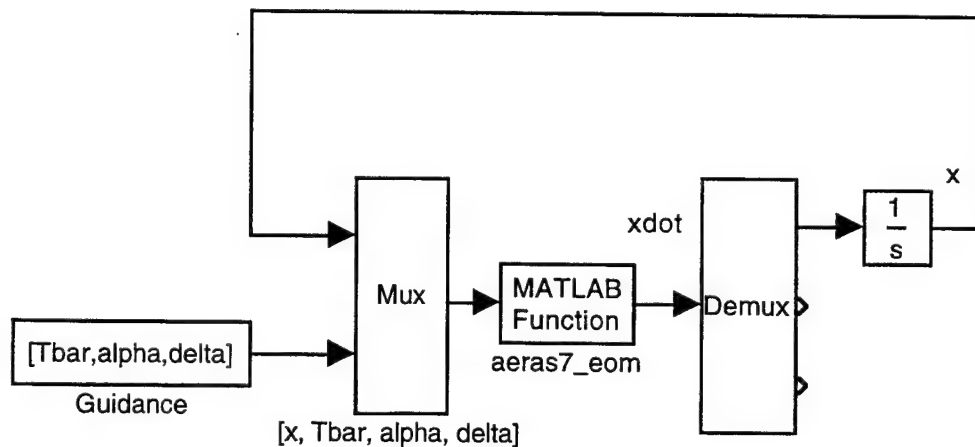 x
xdot
1
s
Mux
MATLAB
Function
Demux
[Tbar,alpha,delta]
aeras7_eom
Guidance
[x, Tbar, alpha, delta]